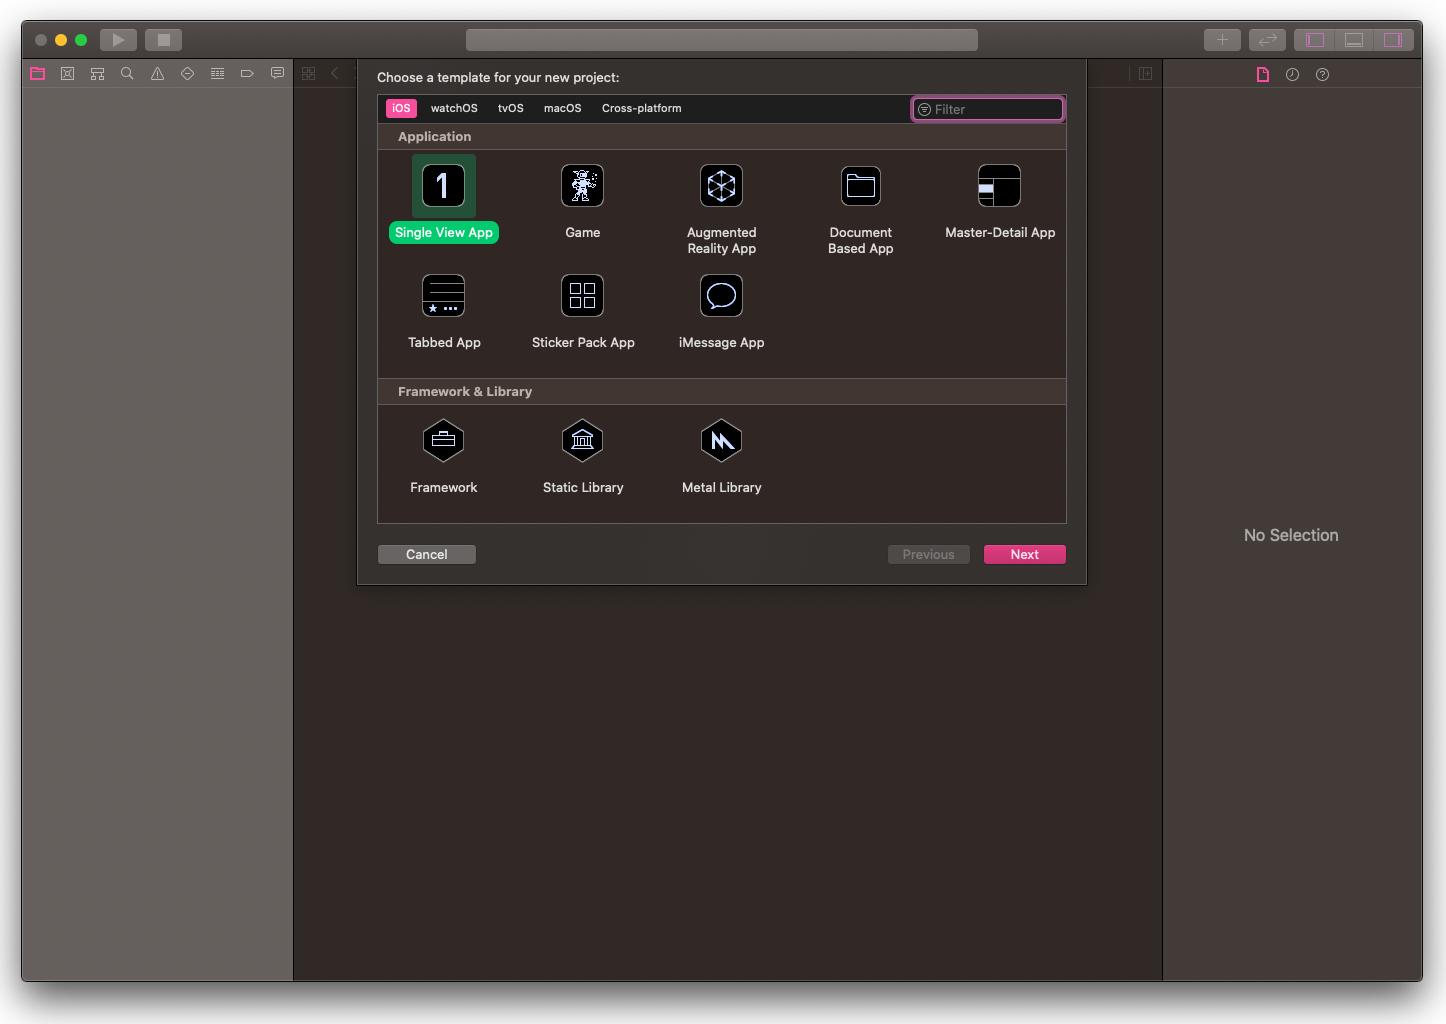 Choose a template for your new project:
iOS watchOS tvOS macOS Cross-platform Filter
Application
1
Single View App Game Augmented Reality App Document Based App Master-Detail App
Tabbed App Sticker Pack App iMessage App
Framework & Library
Framework Static Library Metal Library
No Selection
Cancel Previous Next